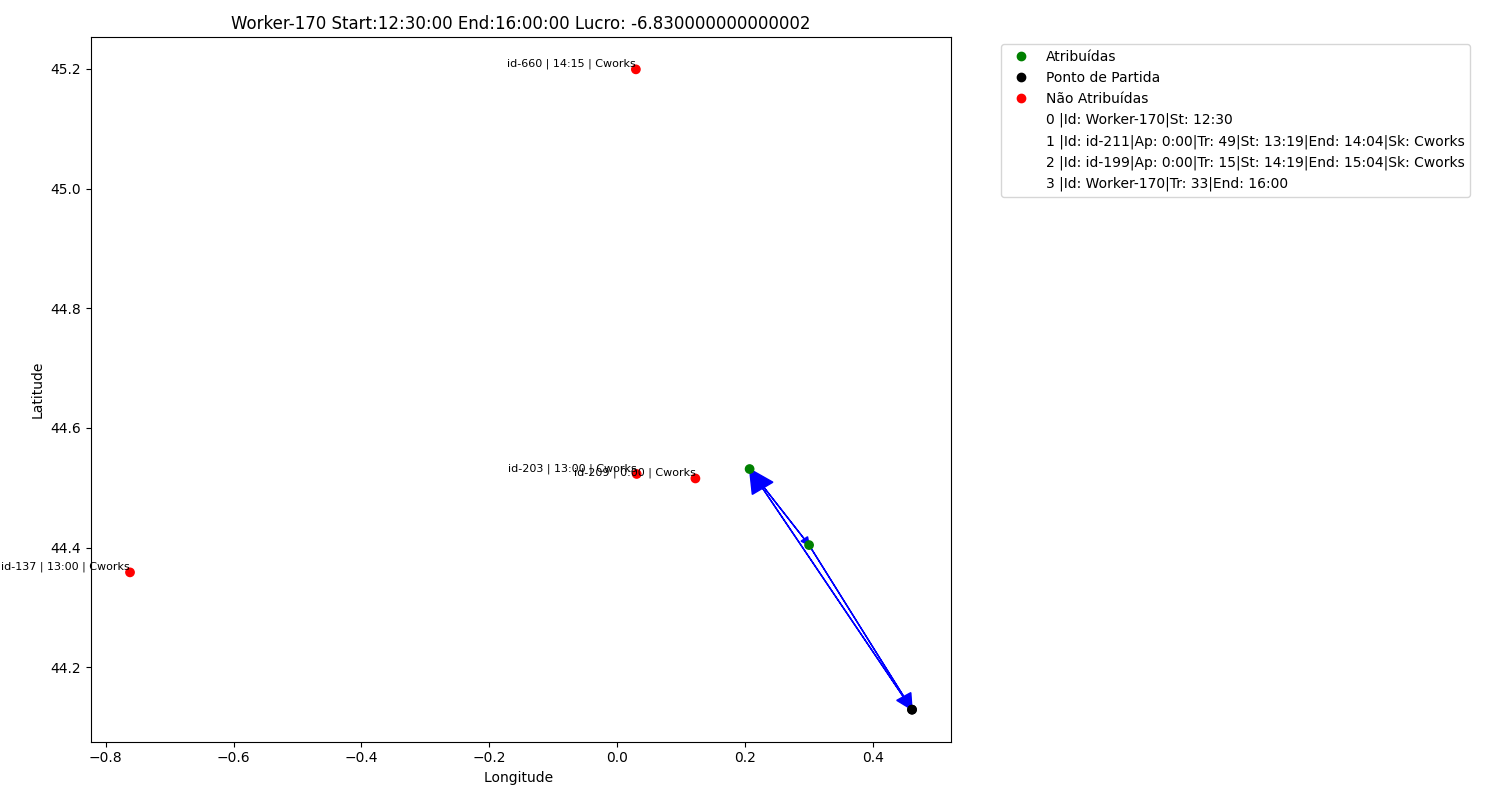 Worker-170 Start:12:30:00 End:16:00:00 Lucro: -6.830000000000002
Atribuídas
Ponto de Partida
Não Atribuídas
0 |Id: Worker-170|St: 12:30
1 |Id: id-211|Ap: 0:00|Tr: 49|St: 13:19|End: 14:04|Sk: Cworks
2 |Id: id-199|Ap: 0:00|Tr: 15|St: 14:19|End: 15:04|Sk: Cworks
3 |Id: Worker-170|Tr: 33|End: 16:00
id-660 | 14:15 | Cworks
id-203 | 13:00 | Cworks
id-209 | 0:00 | Cworks
id-137 | 13:00 | Cworks
45.2
45.0
44.8
44.6
44.4
44.2
Latitude
−0.8 −0.6 −0.4 −0.2 0.0 0.2 0.4
Longitude